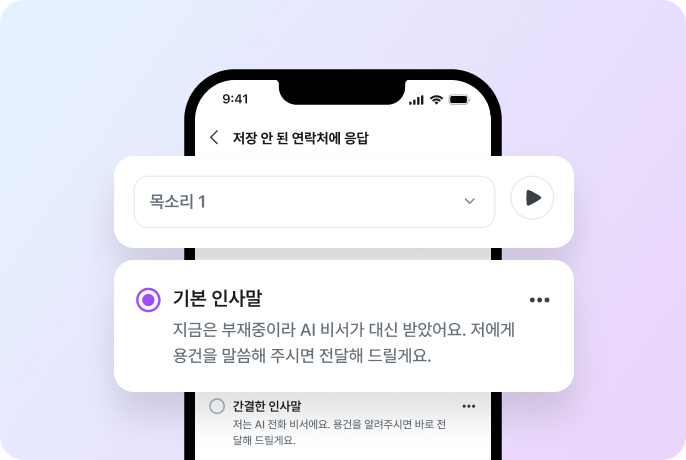 9:41
저장 안 된 연락처에 응답
목소리 1
기본 인사말
지금은 부재중이라 AI 비서가 대신 받았어요. 저에게
용건을 말씀해 주시면 전달해 드릴게요.
간결한 인사말
저는 AI 전화 비서에요. 용건을 알려주시면 바로 전
달해 드릴게요.